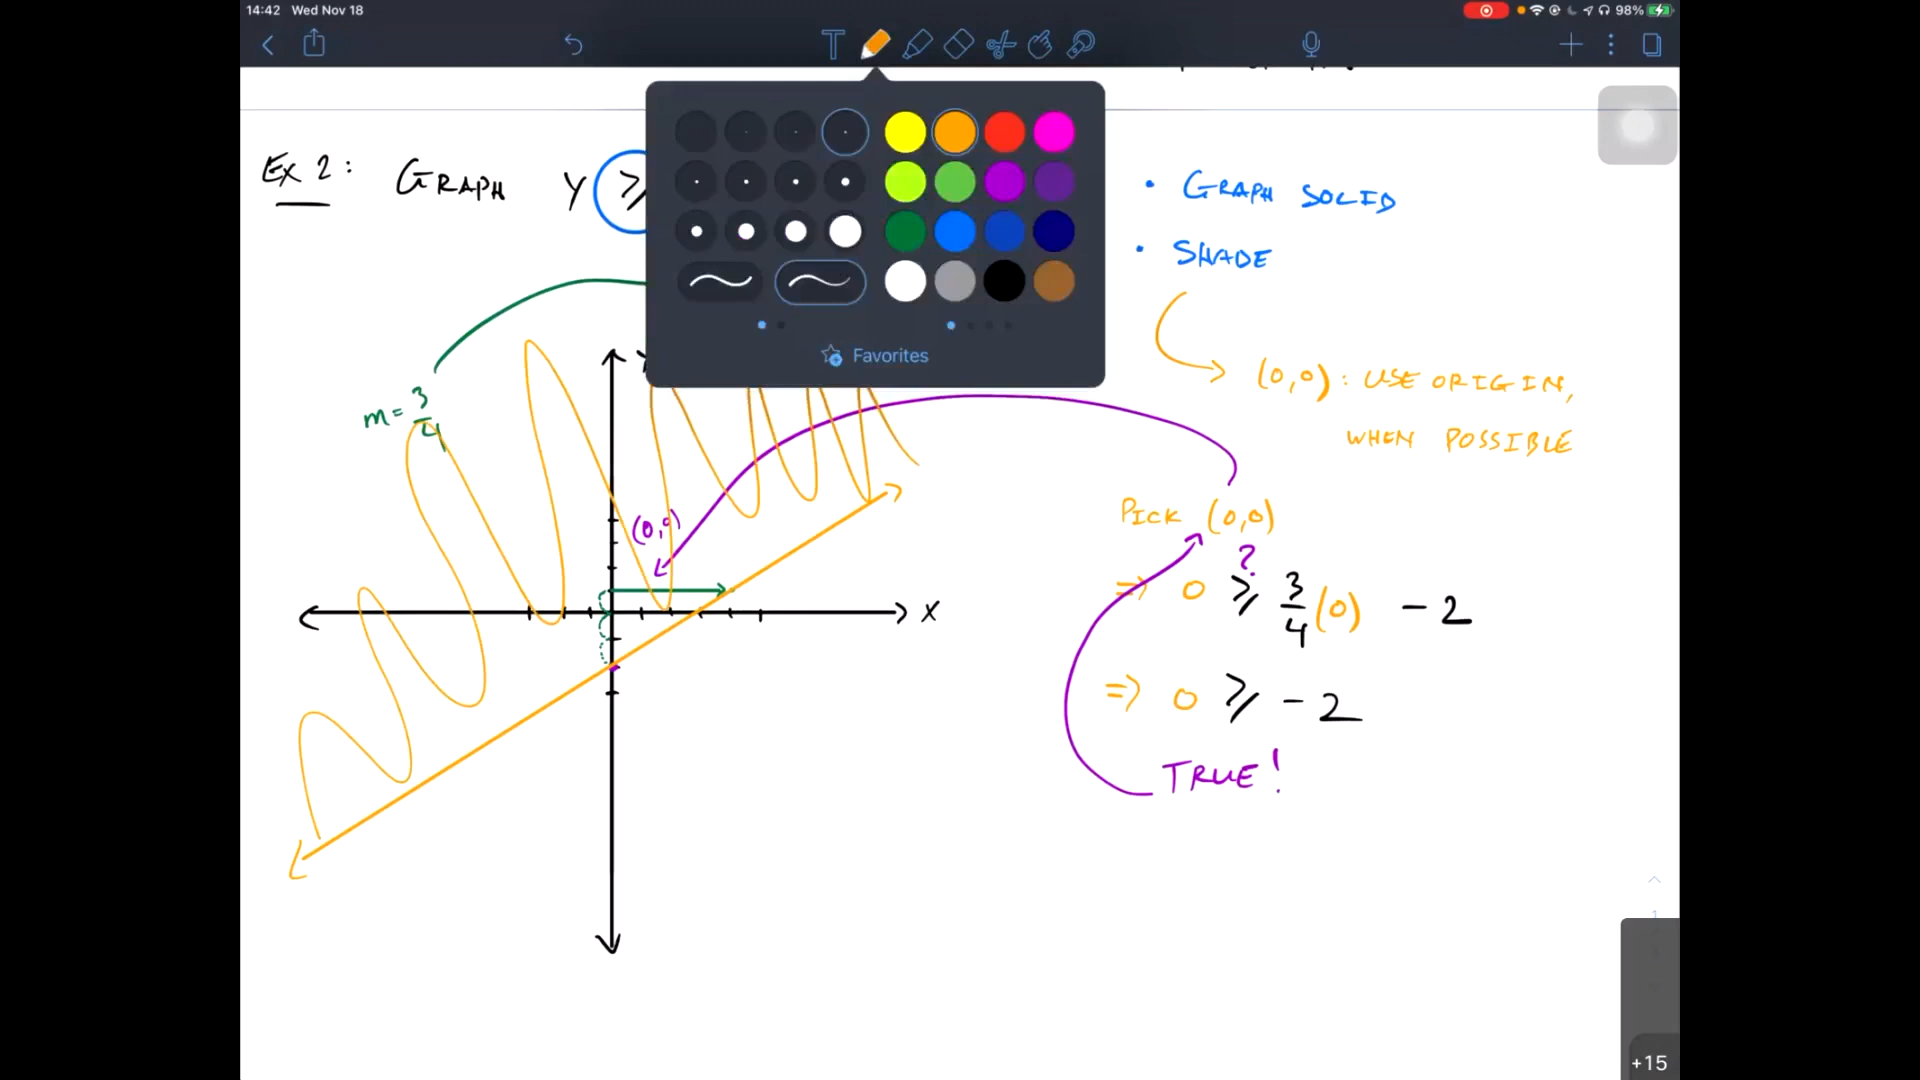 14:42 Wed Nov 18
98%
T
Ex 2: GRAPH y ≥
• GRAPH SOLID
• SHADE
Favorites
(0,0): USE ORIGIN,
WHEN POSSIBLE
m = 3/4
(0,0)
X
PICK (0,0)
?
=> 0 ≥ 3/4 (0) - 2
=> 0 ≥ - 2
TRUE!
1
+15